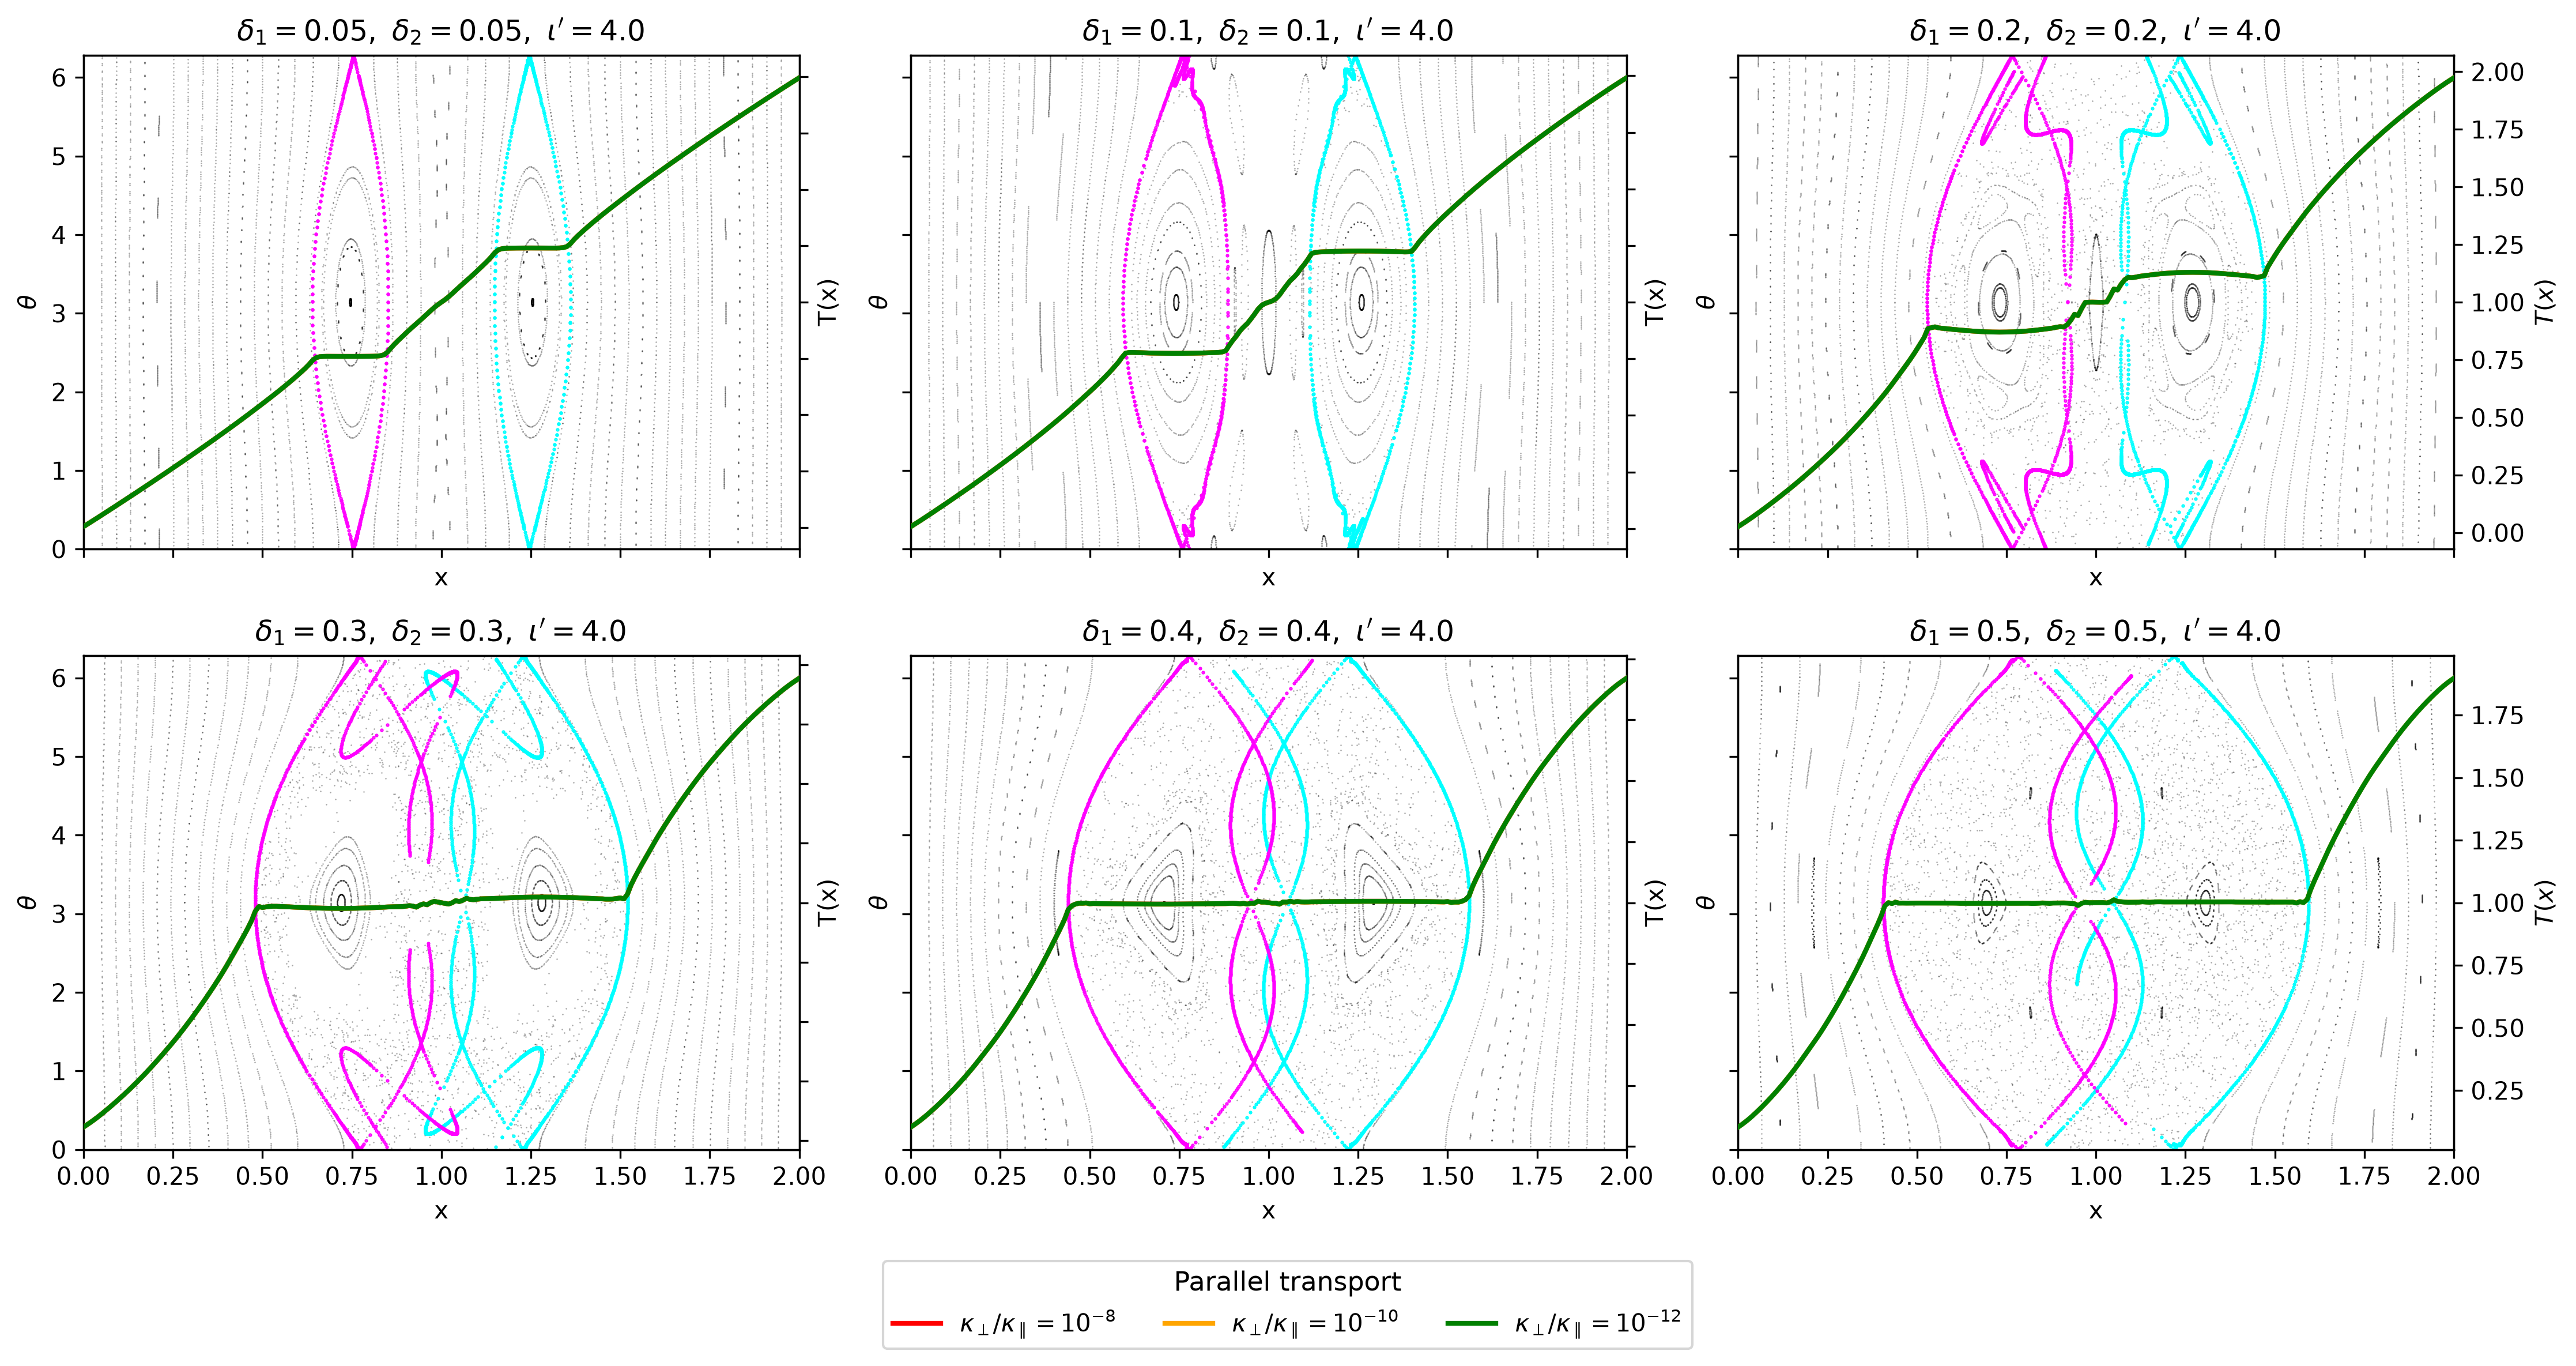 δ₁ = 0.05, δ₂ = 0.05, ι′ = 4.0
δ₁ = 0.1, δ₂ = 0.1, ι′ = 4.0
δ₁ = 0.2, δ₂ = 0.2, ι′ = 4.0
6
5
4
3
2
1
0
θ
x
T(x)
θ
x
T(x)
θ
x
2.00
1.75
1.50
1.25
1.00
0.75
0.50
0.25
0.00
T(x)
δ₁ = 0.3, δ₂ = 0.3, ι′ = 4.0
δ₁ = 0.4, δ₂ = 0.4, ι′ = 4.0
δ₁ = 0.5, δ₂ = 0.5, ι′ = 4.0
6
5
4
3
2
1
0
θ
0.00 0.25 0.50 0.75 1.00 1.25 1.50 1.75 2.00
x
T(x)
θ
0.00 0.25 0.50 0.75 1.00 1.25 1.50 1.75 2.00
x
T(x)
θ
0.00 0.25 0.50 0.75 1.00 1.25 1.50 1.75 2.00
x
1.75
1.50
1.25
1.00
0.75
0.50
0.25
T(x)
Parallel transport
κ⊥/κ∥ = 10⁻⁸ κ⊥/κ∥ = 10⁻¹⁰ κ⊥/κ∥ = 10⁻¹²